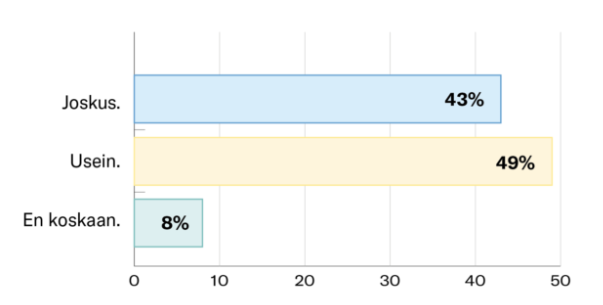 Joskus.
43%
Usein.
49%
En koskaan.
8%
0 10 20 30 40 50